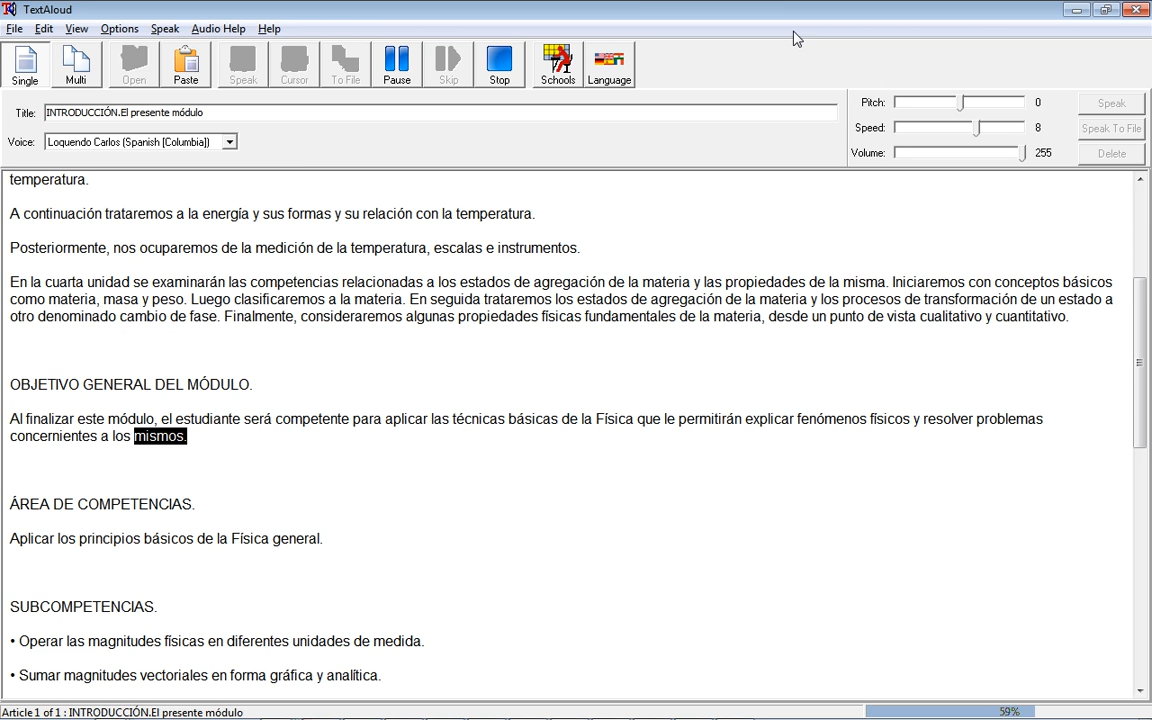 TextAloud
File Edit View Options Speak Audio Help Help
Single Multi Open Paste Speak Cursor To File Pause Skip Stop Schools Language
Title: INTRODUCCIÓN.El presente módulo
Voice: Loquendo Carlos (Spanish [Columbia])
Pitch: 0 Speak
Speed: 8 Speak To File
Volume: 255 Delete
temperatura.
A continuación trataremos a la energía y sus formas y su relación con la temperatura.
Posteriormente, nos ocuparemos de la medición de la temperatura, escalas e instrumentos.
En la cuarta unidad se examinarán las competencias relacionadas a los estados de agregación de la materia y las propiedades de la misma. Iniciaremos con conceptos básicos
como materia, masa y peso. Luego clasificaremos a la materia. En seguida trataremos los estados de agregación de la materia y los procesos de transformación de un estado a
otro denominado cambio de fase. Finalmente, consideraremos algunas propiedades físicas fundamentales de la materia, desde un punto de vista cualitativo y cuantitativo.
OBJETIVO GENERAL DEL MÓDULO.
Al finalizar este módulo, el estudiante será competente para aplicar las técnicas básicas de la Física que le permitirán explicar fenómenos físicos y resolver problemas
concernientes a los mismos.
ÁREA DE COMPETENCIAS.
Aplicar los principios básicos de la Física general.
SUBCOMPETENCIAS.
• Operar las magnitudes físicas en diferentes unidades de medida.
• Sumar magnitudes vectoriales en forma gráfica y analítica.
Article 1 of 1 : INTRODUCCIÓN.El presente módulo 59%